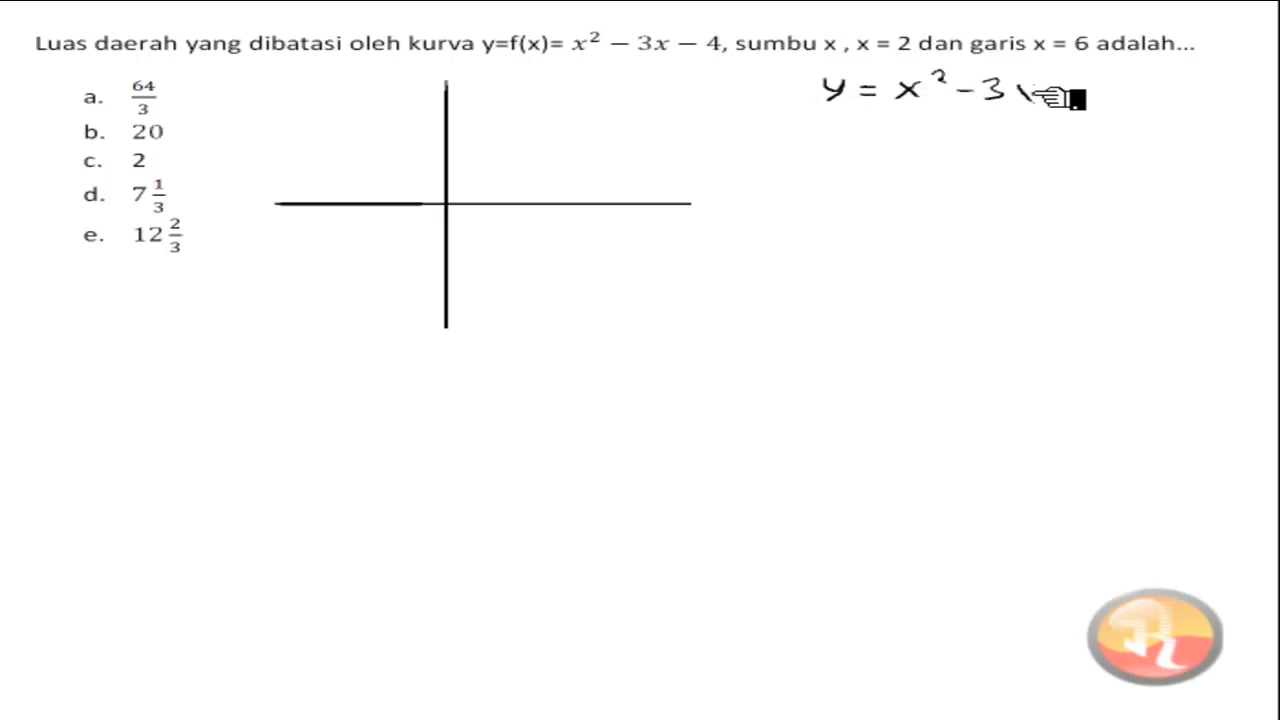 Luas daerah yang dibatasi oleh kurva y=f(x)= x² − 3x − 4, sumbu x , x = 2 dan garis x = 6 adalah...
y = x² - 3
a. 64/3
b. 20
c. 2
d. 7 1/3
e. 12 2/3